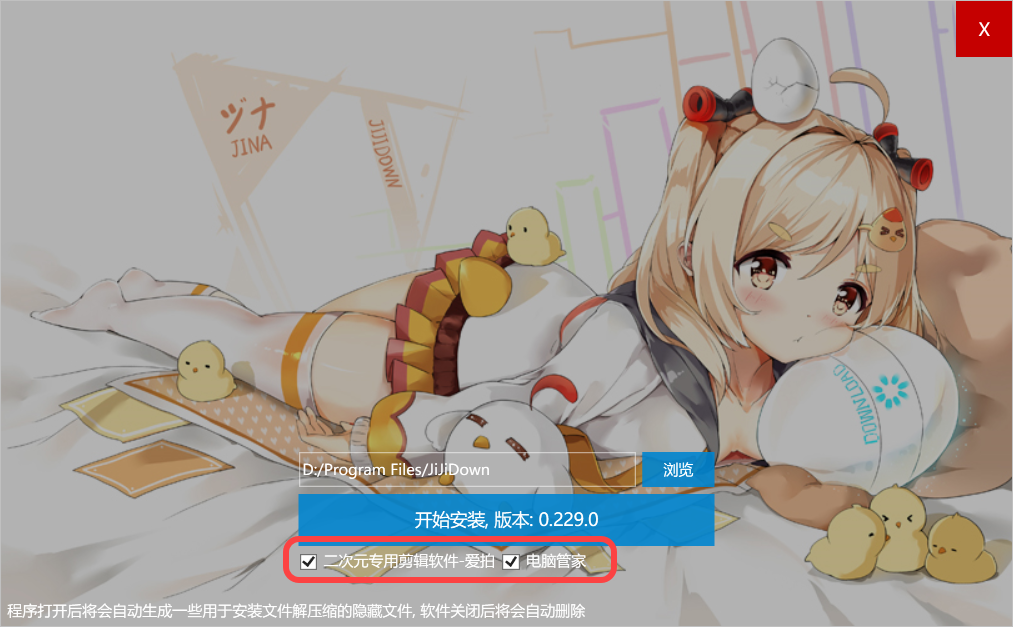 X
ヅナ
JINA
JIJIDOWN
DOWNLOAD
D:/Program Files/JiJiDown
浏览
开始安装, 版本: 0.229.0
二次元专用剪辑软件-爱拍 电脑管家
程序打开后将会自动生成一些用于安装文件解压缩的隐藏文件, 软件关闭后将会自动删除